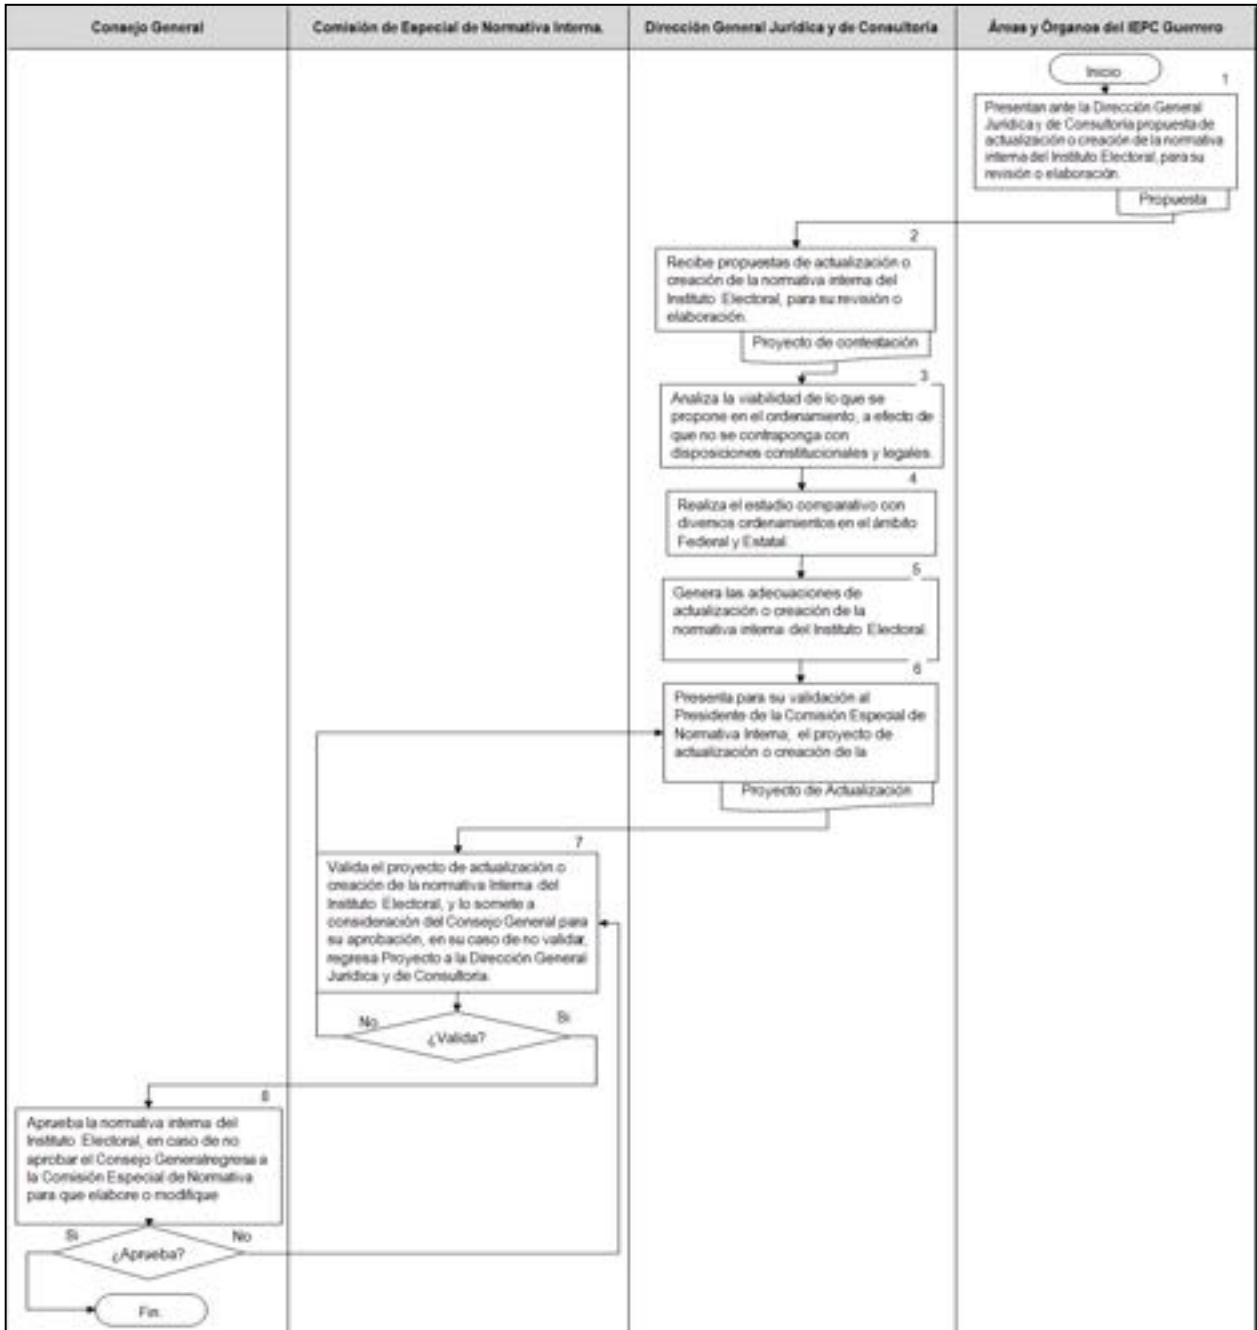 Consejo General
Comisión de Especial de Normativa Interna.
Dirección General Jurídica y de Consultoría
Áreas y Órganos del IEPC Guerrero
Inicio
1
Presentan ante la Dirección General
Jurídica y de Consultoría propuesta de
actualización o creación de la normativa
interna del Instituto Electoral, para su
revisión o elaboración.
Propuesta
2
Recibe propuestas de actualización o
creación de la normativa interna del
Instituto Electoral, para su revisión o
elaboración.
Proyecto de contestación
3
Analiza la viabilidad de lo que se
propone en el ordenamiento, a efecto de
que no se contraponga con
disposiciones constitucionales y legales.
4
Realiza el estudio comparativo con
diversos ordenamientos en el ámbito
Federal y Estatal.
5
Genera las adecuaciones de
actualización o creación de la
normativa interna del Instituto Electoral.
6
Presenta para su validación al
Presidente de la Comisión Especial de
Normativa Interna, el proyecto de
actualización o creación de la
Proyecto de Actualización
7
Valida el proyecto de actualización o
creación de la normativa Interna del
Instituto Electoral, y lo somete a
consideración del Consejo General para
su aprobación, en su caso de no validar,
regresa Proyecto a la Dirección General
Jurídica y de Consultoría.
No
Si
¿Valida?
8
Aprueba la normativa interna del
Instituto Electoral, en caso de no
aprobar el Consejo Generalregresa a
la Comisión Especial de Normativa
para que elabore o modifique
Si
No
¿Aprueba?
Fin.